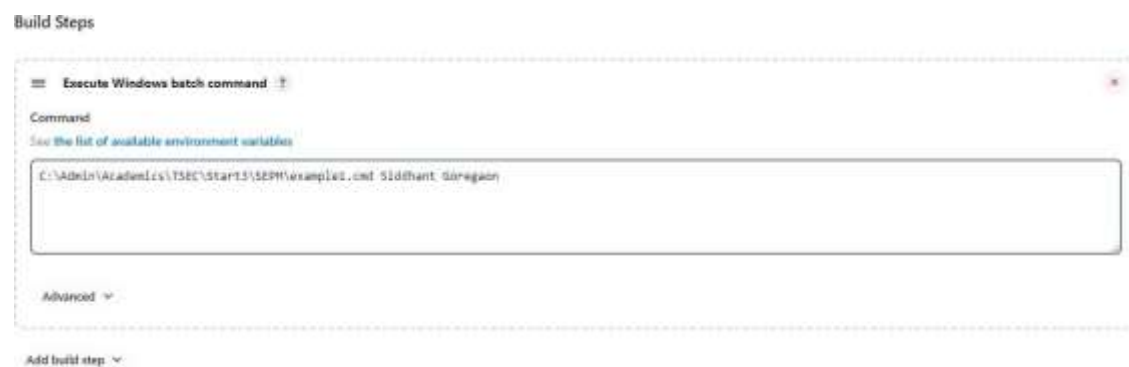 Build Steps
Execute Windows batch command ?
Command
See the list of available environment variables
C:\Admin\Academics\TSEC\Start3\SEPM\example1.cmd Siddhant Goregaon
Advanced
Add build step